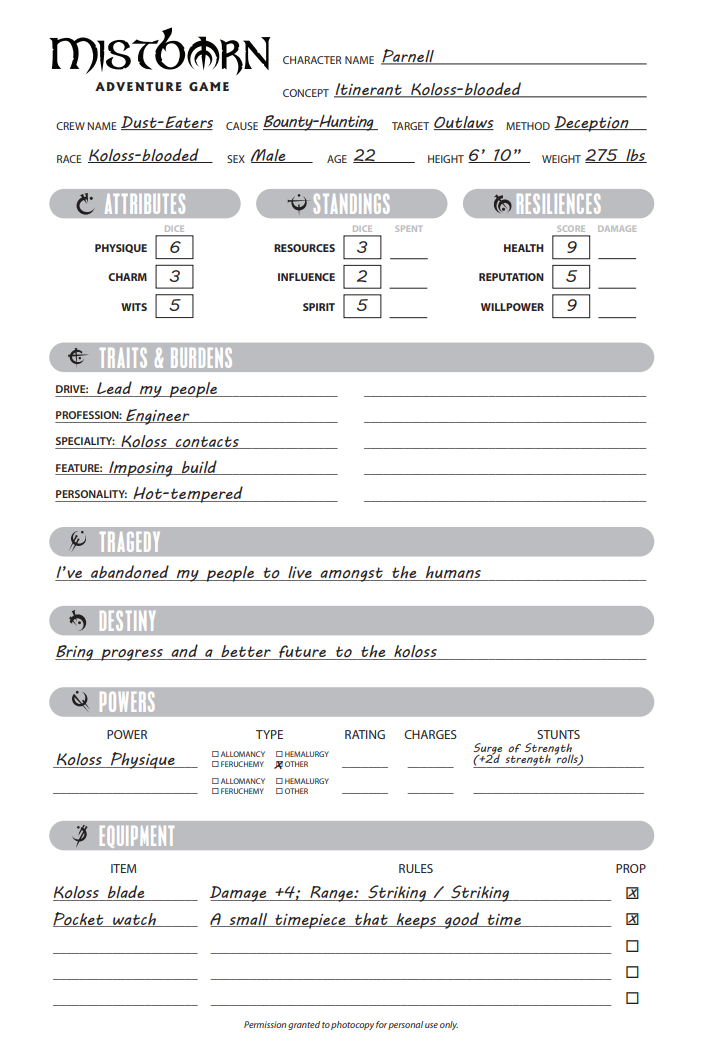 MISTBORN
ADVENTURE GAME
CHARACTER NAME Parnell
CONCEPT Itinerant Koloss-blooded
CREW NAME Dust-Eaters CAUSE Bounty-Hunting TARGET Outlaws METHOD Deception
RACE Koloss-blooded SEX Male AGE 22 HEIGHT 6' 10" WEIGHT 275 lbs
ATTRIBUTES STANDINGS RESILIENCES
DICE DICE SPENT SCORE DAMAGE
PHYSIQUE 6 RESOURCES 3 HEALTH 9
CHARM 3 INFLUENCE 2 REPUTATION 5
WITS 5 SPIRIT 5 WILLPOWER 9
TRAITS & BURDENS
DRIVE: Lead my people
PROFESSION: Engineer
SPECIALITY: Koloss contacts
FEATURE: Imposing build
PERSONALITY: Hot-tempered
TRAGEDY
I've abandoned my people to live amongst the humans
DESTINY
Bring progress and a better future to the koloss
POWERS
POWER TYPE RATING CHARGES STUNTS
Koloss Physique ☐ ALLOMANCY ☐ HEMALURGY Surge of Strength
☐ FERUCHEMY ☒ OTHER (+2d strength rolls)
☐ ALLOMANCY ☐ HEMALURGY
☐ FERUCHEMY ☐ OTHER
EQUIPMENT
ITEM RULES PROP
Koloss blade Damage +4; Range: Striking / Striking ☒
Pocket watch A small timepiece that keeps good time ☒
☐
☐
☐
Permission granted to photocopy for personal use only.